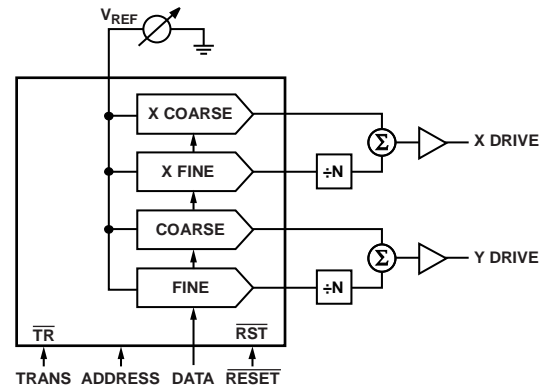 VREF
X COARSE
Σ
X DRIVE
X FINE
÷N
COARSE
Σ
Y DRIVE
FINE
÷N
TR
RST
TRANS ADDRESS DATA RESET